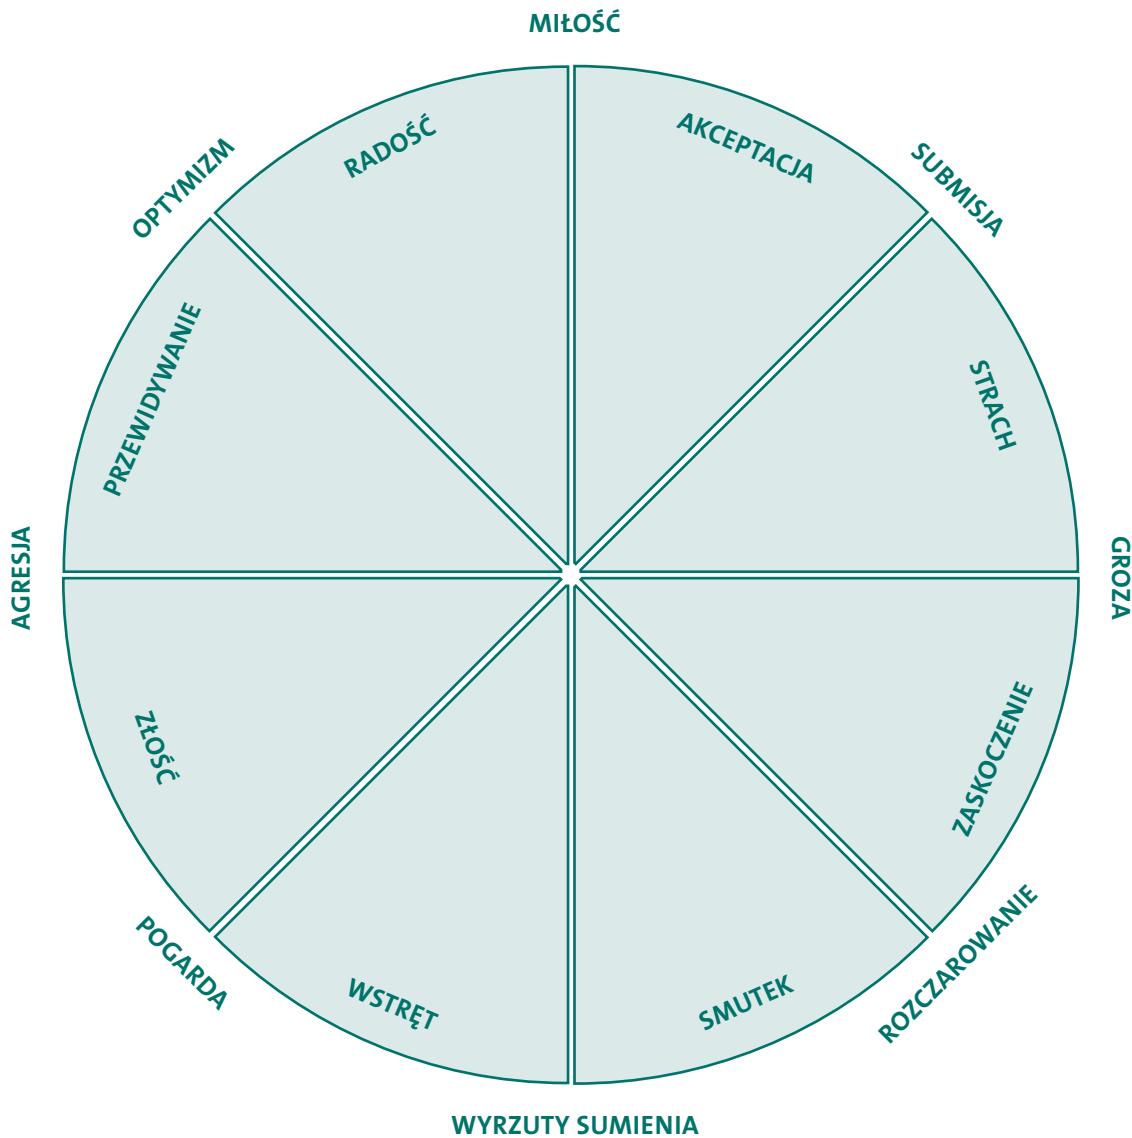 MIŁOŚĆ
RADOŚĆ
AKCEPTACJA
OPTYMIZM
SUBMISJA
PRZEWIDYWANIE
STRACH
AGRESJA
GROZA
ZŁOŚĆ
ZASKOCZENIE
POGARDA
ROZCZAROWANIE
WSTRĘT
SMUTEK
WYRZUTY SUMIENIA